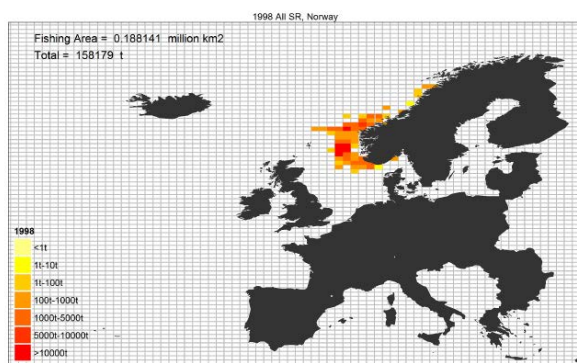 1998 All SR, Norway
Fishing Area = 0.188141 million km2
Total = 158179 t
1998
<1t
1t-10t
1t-100t
100t-1000t
1000t-5000t
5000t-10000t
>10000t